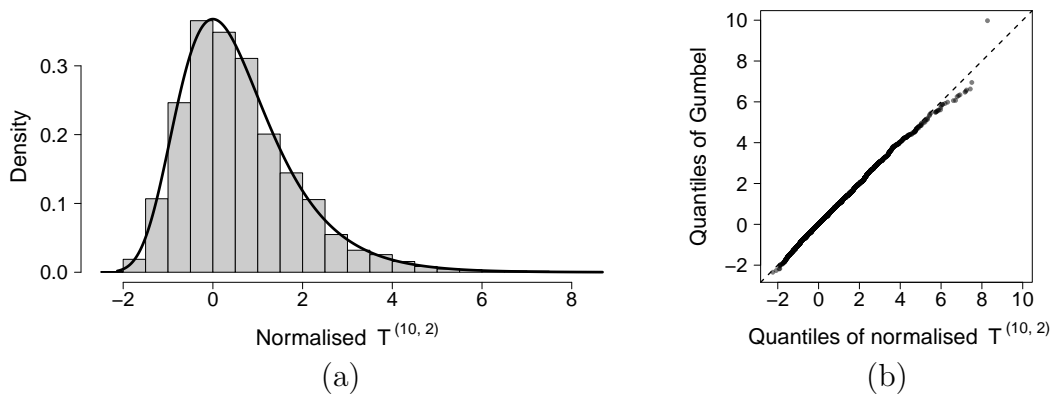 Density
0.3
0.2
0.1
0.0
−2 0 2 4 6 8
Normalised T^(10, 2)
(a)
Quantiles of Gumbel
10
8
6
4
2
0
−2
−2 0 2 4 6 8 10
Quantiles of normalised T^(10, 2)
(b)